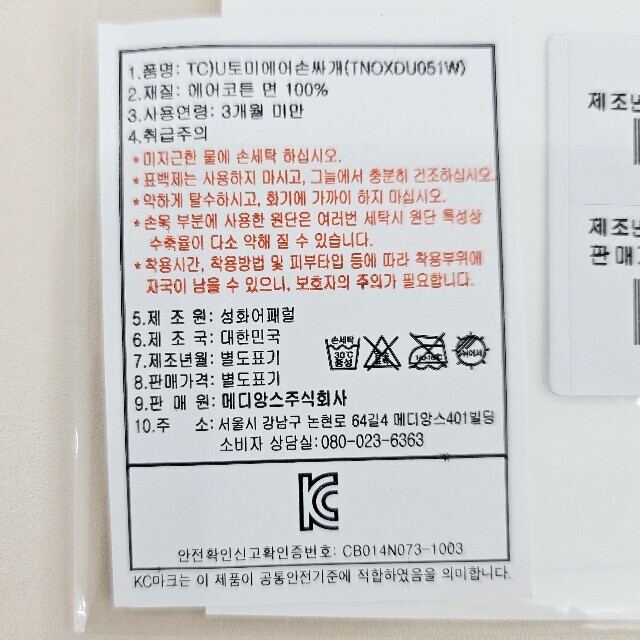 1.품명: TC)U토미에어손싸개(TNOXDU051W)
2.재질: 에어코튼 면 100%
3.사용연령: 3개월 미만
4.취급주의
*미지근한 물에 손세탁 하십시오.
*표백제는 사용하지 마시고, 그늘에서 충분히 건조하십시오.
*약하게 탈수하시고, 화기에 가까이 하지 마십시오.
*손목 부분에 사용한 원단은 여러번 세탁시 원단 특성상
수축율이 다소 약해 질 수 있습니다.
*착용시간, 착용방법 및 피부타입 등에 따라 착용부위에
자국이 남을 수 있으니, 보호자의 주의가 필요합니다.
5.제 조 원: 성화어패럴
6.제 조 국: 대한민국
7.제조년월: 별도표기
8.판매가격: 별도표기
9.판 매 원: 메디앙스주식회사
10.주 소: 서울시 강남구 논현로 64길4 메디앙스401빌딩
소비자 상담실:080-023-6363
손세탁
30℃
중성
KC
안전확인신고확인증번호: CB014N073-1003
KC마크는 이 제품이 공통안전기준에 적합하였음을 의미합니다.
제조년
제조년
판매가